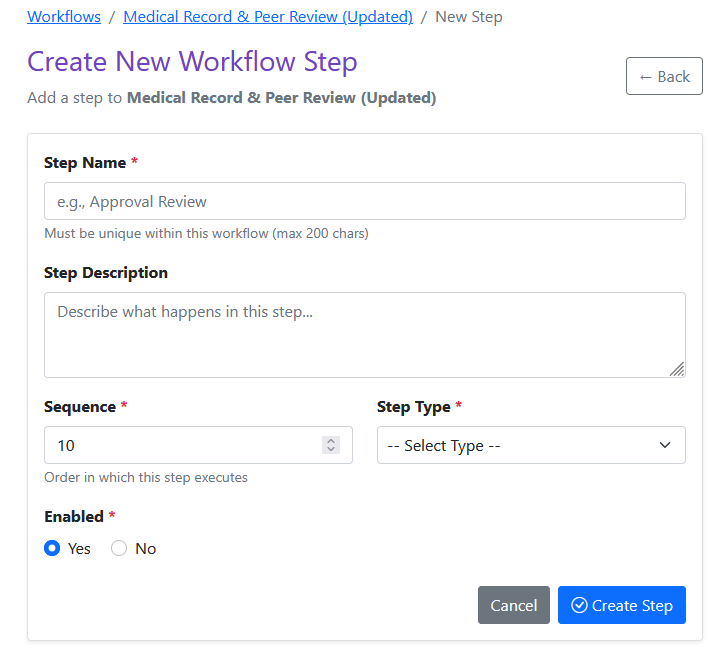 Workflows / Medical Record & Peer Review (Updated) / New Step
Create New Workflow Step
← Back
Add a step to Medical Record & Peer Review (Updated)
Step Name *
e.g., Approval Review
Must be unique within this workflow (max 200 chars)
Step Description
Describe what happens in this step...
Sequence * Step Type *
10 -- Select Type --
Order in which this step executes
Enabled *
Yes No
Cancel Create Step